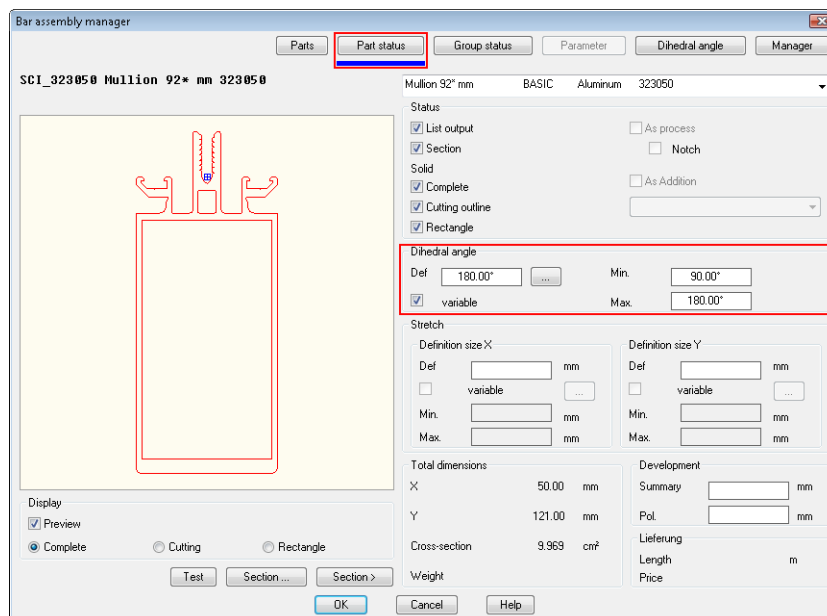 Bar assembly manager
Parts
Part status
Group status
Parameter
Dihedral angle
Manager
SCI_323050 Mullion 92* mm 323050
Mullion 92* mm BASIC Aluminum 323050
Status
List output
As process
Section
Notch
Solid
Complete
As Addition
Cutting outline
Rectangle
Dihedral angle
Def 180.00° ... Min. 90.00°
variable Max. 180.00°
Stretch
Definition size X
Def mm
variable ...
Min. mm
Max. mm
Definition size Y
Def mm
variable ...
Min. mm
Max. mm
Total dimensions
X 50.00 mm
Y 121.00 mm
Cross-section 9.969 cm²
Weight
Development
Summary mm
Pol. mm
Lieferung
Length m
Price
Display
Preview
Complete Cutting Rectangle
Test Section ... Section >
OK Cancel Help